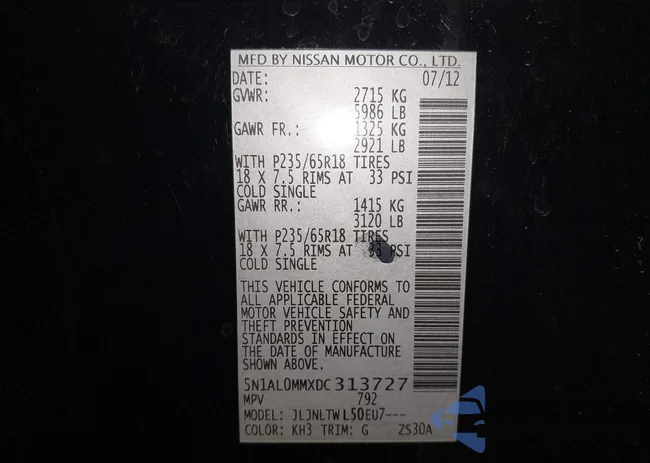 MFD BY NISSAN MOTOR CO., LTD.
DATE: 07/12
GVWR: 2715 KG
5986 LB
GAWR FR.: 1325 KG
2921 LB
WITH P235/65R18 TIRES
18 X 7.5 RIMS AT 33 PSI
COLD SINGLE
GAWR RR.: 1415 KG
3120 LB
WITH P235/65R18 TIRES
18 X 7.5 RIMS AT 33 PSI
COLD SINGLE
THIS VEHICLE CONFORMS TO
ALL APPLICABLE FEDERAL
MOTOR VEHICLE SAFETY AND
THEFT PREVENTION
STANDARDS IN EFFECT ON
THE DATE OF MANUFACTURE
SHOWN ABOVE.
5N1AL0MMXDC313727
MPV 792
MODEL: JLJNLTWL50EU7---
COLOR: KH3 TRIM: G ZS30A